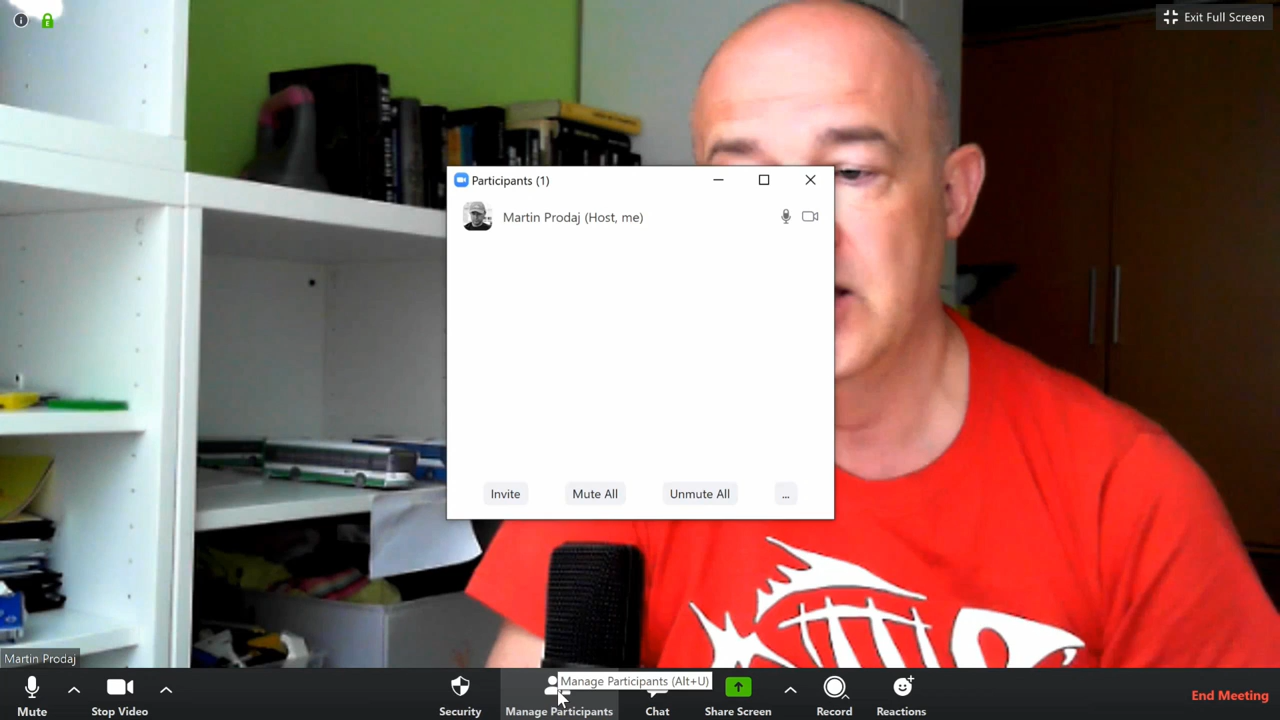 Exit Full Screen
Participants (1)
Martin Prodaj (Host, me)
Invite
Mute All
Unmute All
...
Martin Prodaj
Manage Participants (Alt+U)
Mute
Stop Video
Security
Manage Participants
Chat
Share Screen
Record
Reactions
End Meeting